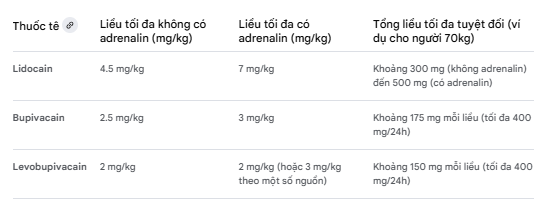 Thuốc tê
Liều tối đa không có
adrenalin (mg/kg)
Liều tối đa có
adrenalin (mg/kg)
Tổng liều tối đa tuyệt đối (ví
dụ cho người 70kg)
Lidocain
4.5 mg/kg
7 mg/kg
Khoảng 300 mg (không adrenalin)
đến 500 mg (có adrenalin)
Bupivacain
2.5 mg/kg
3 mg/kg
Khoảng 175 mg mỗi liều (tối đa 400
mg/24h)
Levobupivacain
2 mg/kg
2 mg/kg (hoặc 3 mg/kg
theo một số nguồn)
Khoảng 150 mg mỗi liều (tối đa 400
mg/24h)